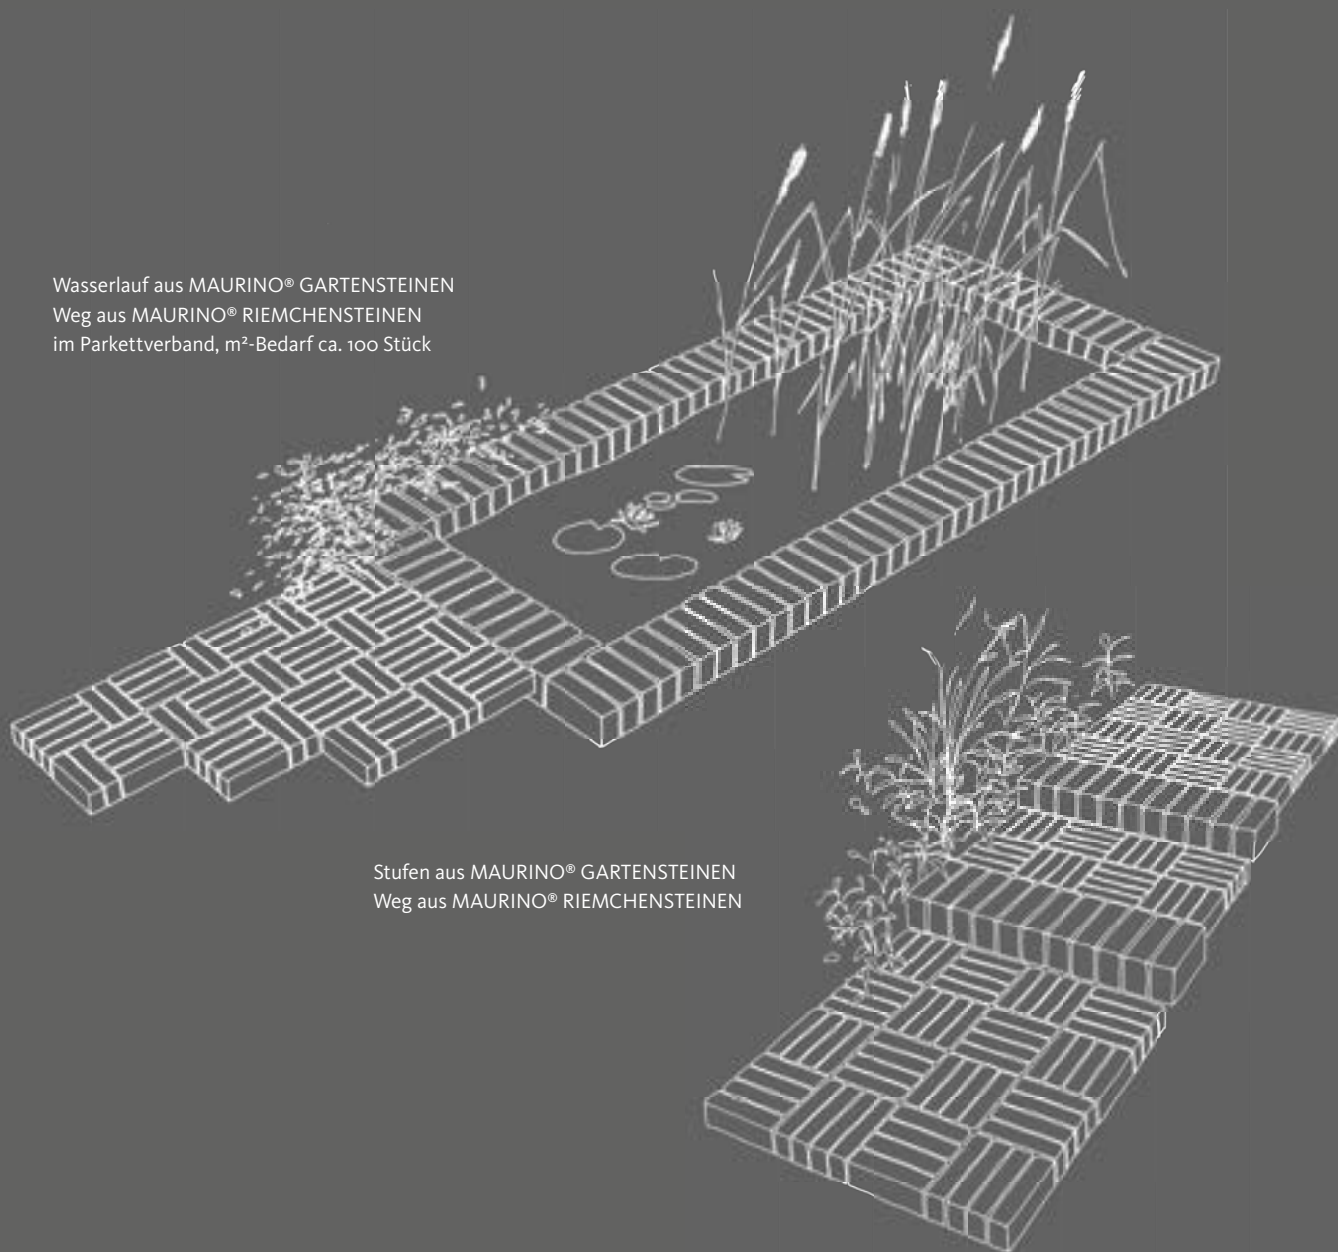 Wasserlauf aus MAURINO® GARTENSTEINEN
Weg aus MAURINO® RIEMCHENSTEINEN
im Parkettverband, m²-Bedarf ca. 100 Stück
Stufen aus MAURINO® GARTENSTEINEN
Weg aus MAURINO® RIEMCHENSTEINEN